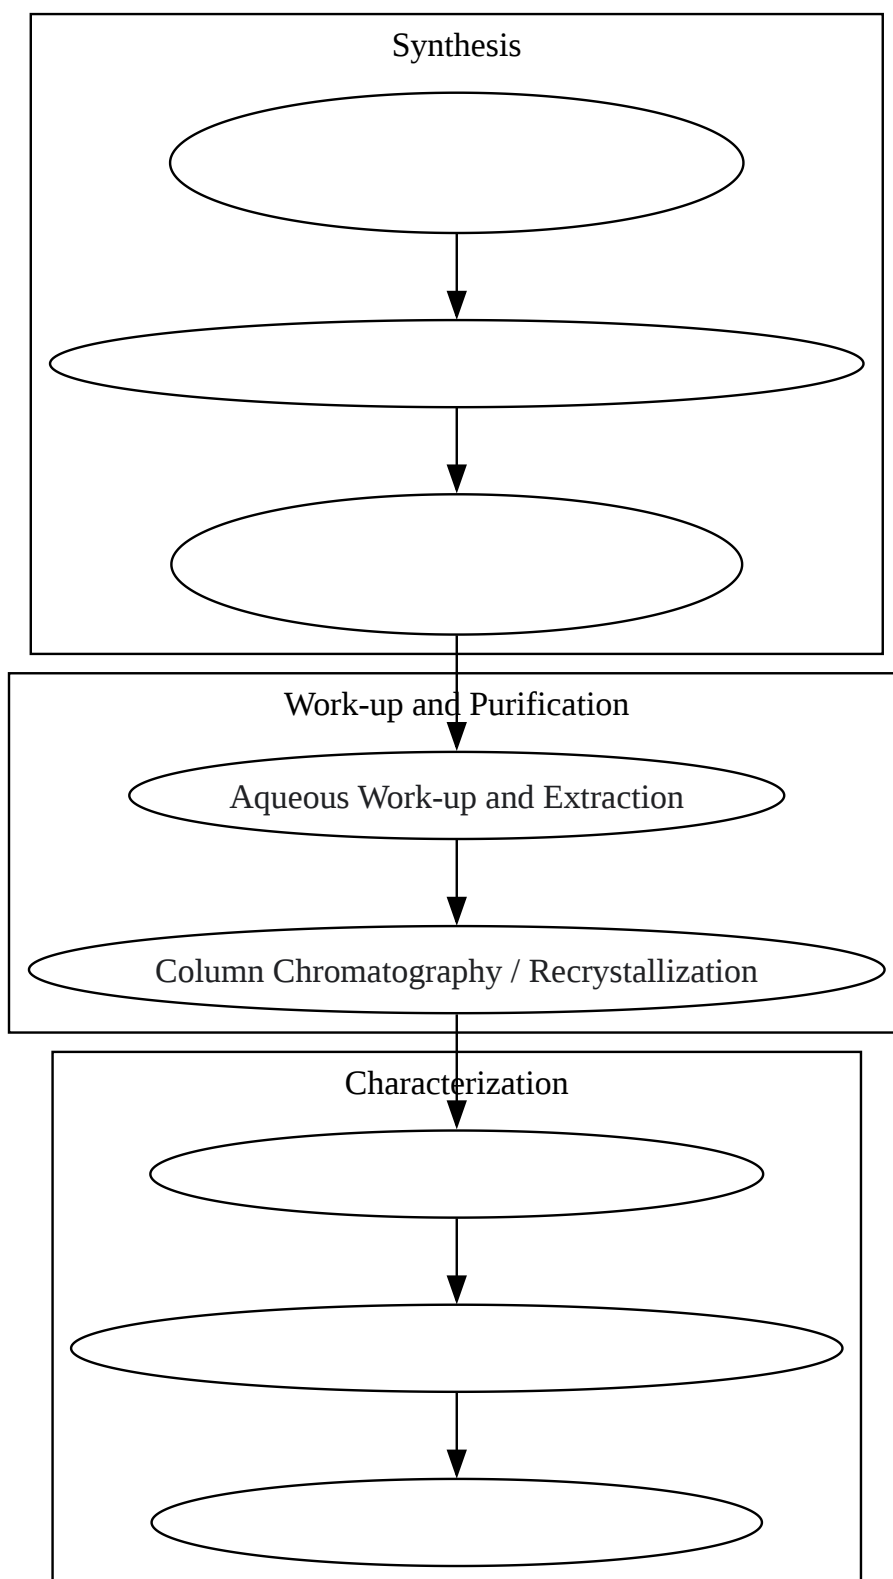 Synthesis
Work-up and Purification
Aqueous Work-up and Extraction
Column Chromatography / Recrystallization
Characterization